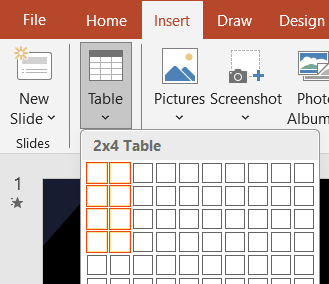 File Home Insert Draw Design
New Slide
Table
Pictures
Screenshot
Photo Album
Slides
2x4 Table
1